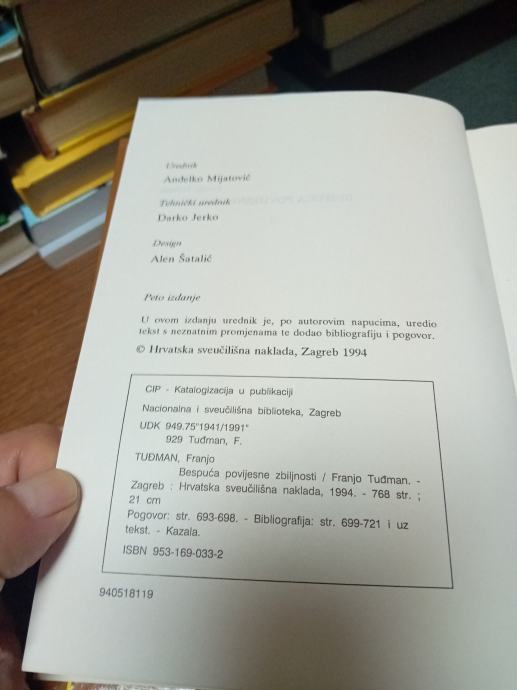 Urednik
Anđelko Mijatović
Tehnički urednik
Darko Jerko
Design
Alen Šatalić
Peto izdanje
U ovom izdanju urednik je, po autorovim napucima, uredio
tekst s neznatnim promjenama te dodao bibliografiju i pogovor.
© Hrvatska sveučilišna naklada, Zagreb 1994
CIP - Katalogizacija u publikaciji
Nacionalna i sveučilišna biblioteka, Zagreb
UDK 949.75"1941/1991"
929 Tuđman, F.
TUĐMAN, Franjo
Bespuća povijesne zbiljnosti / Franjo Tuđman. -
Zagreb : Hrvatska sveučilišna naklada, 1994. - 768 str. ;
21 cm
Pogovor: str. 693-698. - Bibliografija: str. 699-721 i uz
tekst. - Kazala.
ISBN 953-169-033-2
940518119